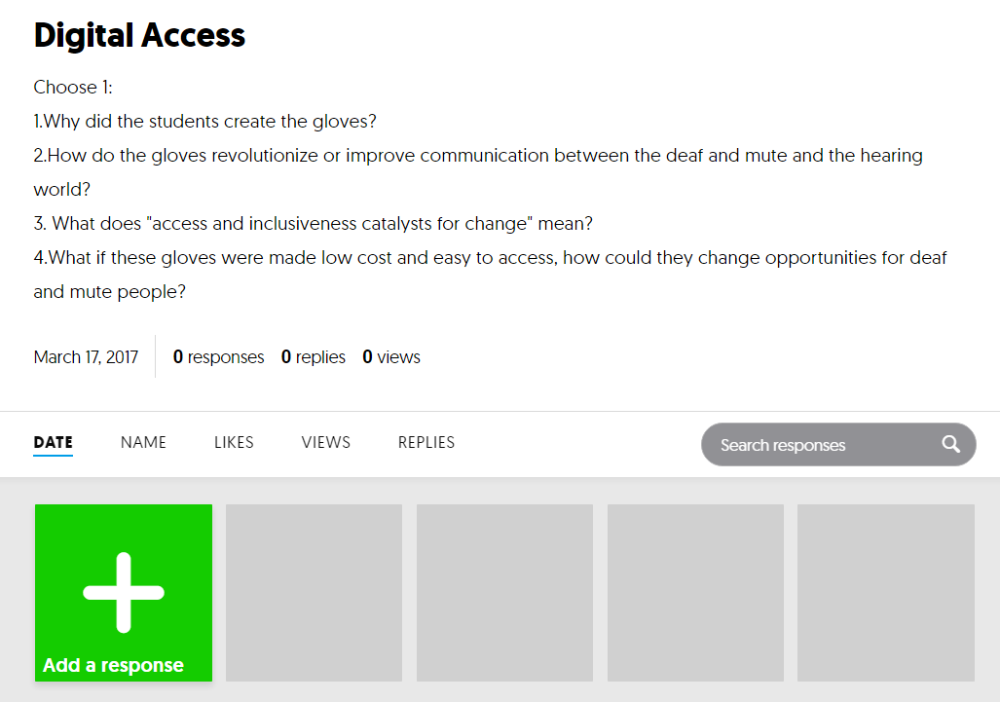 Digital Access
Choose 1:
1.Why did the students create the gloves?
2.How do the gloves revolutionize or improve communication between the deaf and mute and the hearing
world?
3. What does "access and inclusiveness catalysts for change" mean?
4.What if these gloves were made low cost and easy to access, how could they change opportunities for deaf
and mute people?
March 17, 2017 0 responses 0 replies 0 views
DATE NAME LIKES VIEWS REPLIES Search responses
Add a response